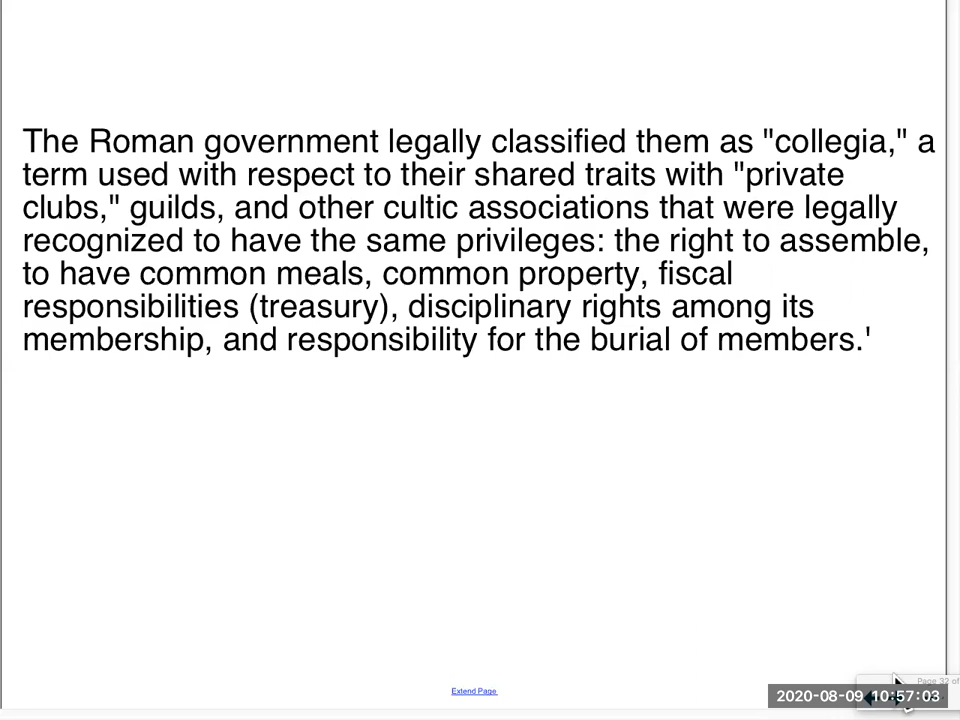 The Roman government legally classified them as "collegia," a
term used with respect to their shared traits with "private
clubs," guilds, and other cultic associations that were legally
recognized to have the same privileges: the right to assemble,
to have common meals, common property, fiscal
responsibilities (treasury), disciplinary rights among its
membership, and responsibility for the burial of members.'
Page 32 of
Extend Page
2020-08-09 10:57:03